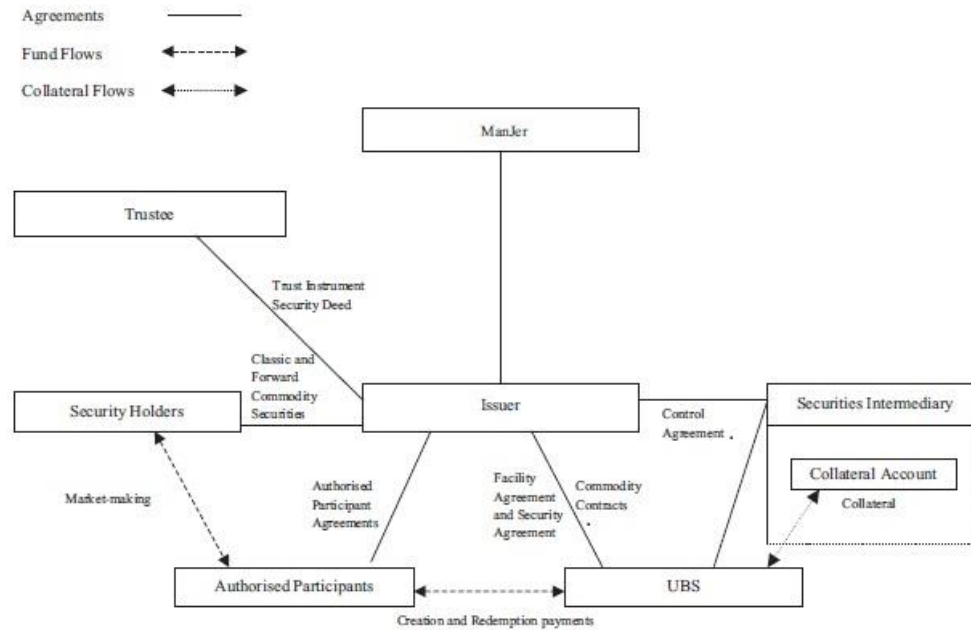 Agreements
Fund Flows
Collateral Flows
ManJer
Trustee
Trust Instrument
Security Deed
Classic and
Forward
Commodity
Securities
Security Holders
Issuer
Securities Intermediary
Control
Agreement
Collateral Account
Collateral
Market-making
Authorised
Participant
Agreements
Facility
Agreement
and Security
Agreement
Commodity
Contracts
Authorised Participants
UBS
Creation and Redemption payments